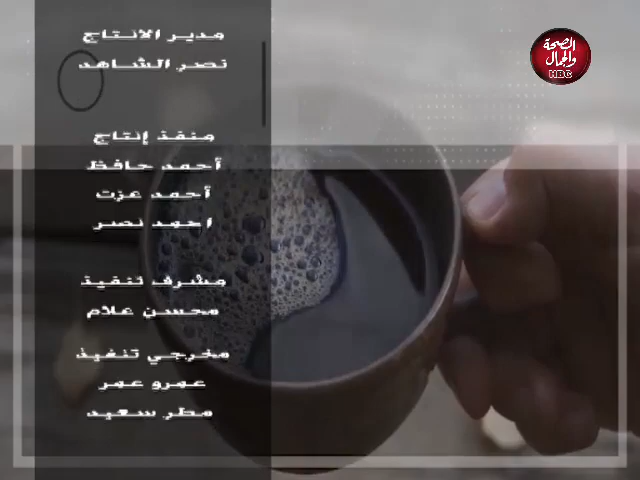 مدير الانتاج
نصر الشاهد
منفذ إنتاج
أحمد حافظ
أحمد عزت
احمد نصر
مشرف تنفيذ
محسن علام
مخرجي تنفيذ
عمرو عمر
مطر سعيد
الصحة
والجمال
HBC